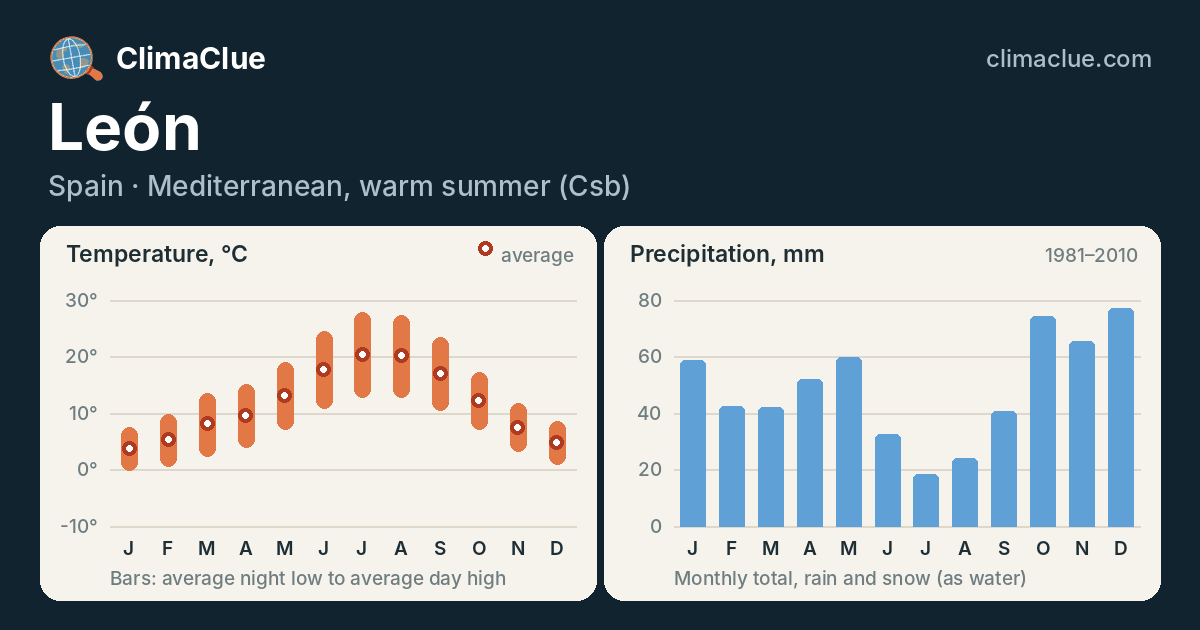 ClimaClue
climaclue.com
León
Spain · Mediterranean, warm summer (Csb)
Temperature, °C
average
30°
20°
10°
0°
-10°
J F M A M J J A S O N D
Bars: average night low to average day high
Precipitation, mm
1981–2010
80
60
40
20
0
J F M A M J J A S O N D
Monthly total, rain and snow (as water)